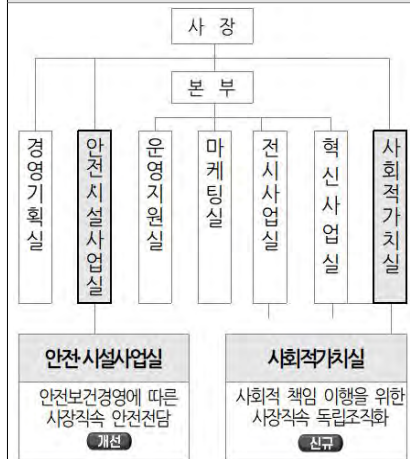 사 장
본 부
경영기획실
안전시설사업실
운영지원실
마케팅실
전시사업실
혁신사업실
사회적가치실
안전·시설사업실
안전보건경영에 따른
사장직속 안전전담
개선
사회적가치실
사회적 책임 이행을 위한
사장직속 독립조직화
신규